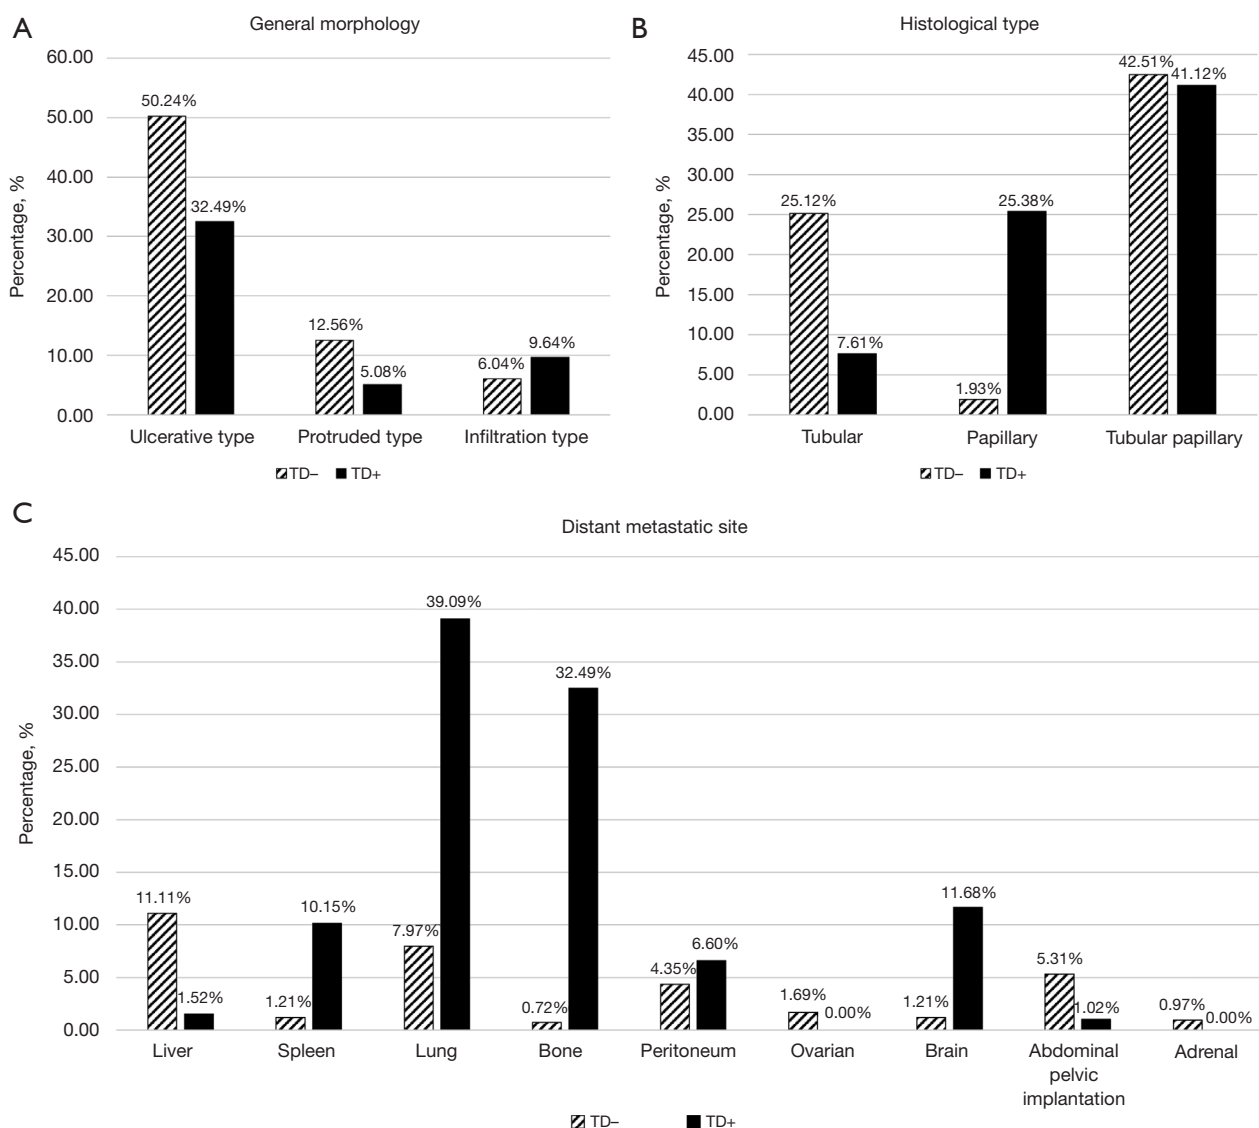 A
General morphology
60.00
50.00
40.00
30.00
20.00
10.00
0.00
Percentage, %
50.24%
32.49%
12.56%
5.08%
6.04%
9.64%
Ulcerative type
Protruded type
Infiltration type
TD– TD+
B
Histological type
45.00
40.00
35.00
30.00
25.00
20.00
15.00
10.00
5.00
0.00
Percentage, %
25.12%
7.61%
1.93%
25.38%
42.51%
41.12%
Tubular
Papillary
Tubular papillary
TD– TD+
C
Distant metastatic site
45.00
40.00
35.00
30.00
25.00
20.00
15.00
10.00
5.00
0.00
Percentage, %
11.11%
1.52%
1.21%
10.15%
7.97%
39.09%
0.72%
32.49%
4.35%
6.60%
1.69%
0.00%
1.21%
11.68%
5.31%
1.02%
0.97%
0.00%
Liver
Spleen
Lung
Bone
Peritoneum
Ovarian
Brain
Abdominal
pelvic
implantation
Adrenal
TD– TD+